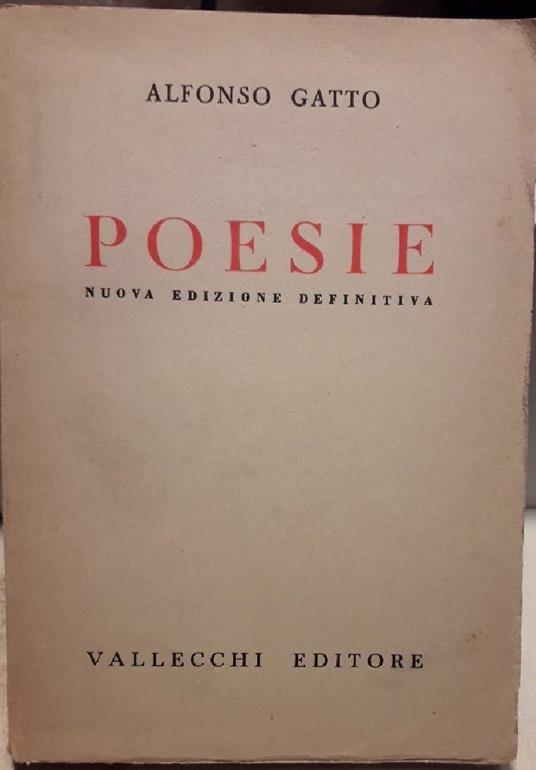 ALFONSO GATTO
POESIE
NUOVA EDIZIONE DEFINITIVA
VALLECCHI EDITORE